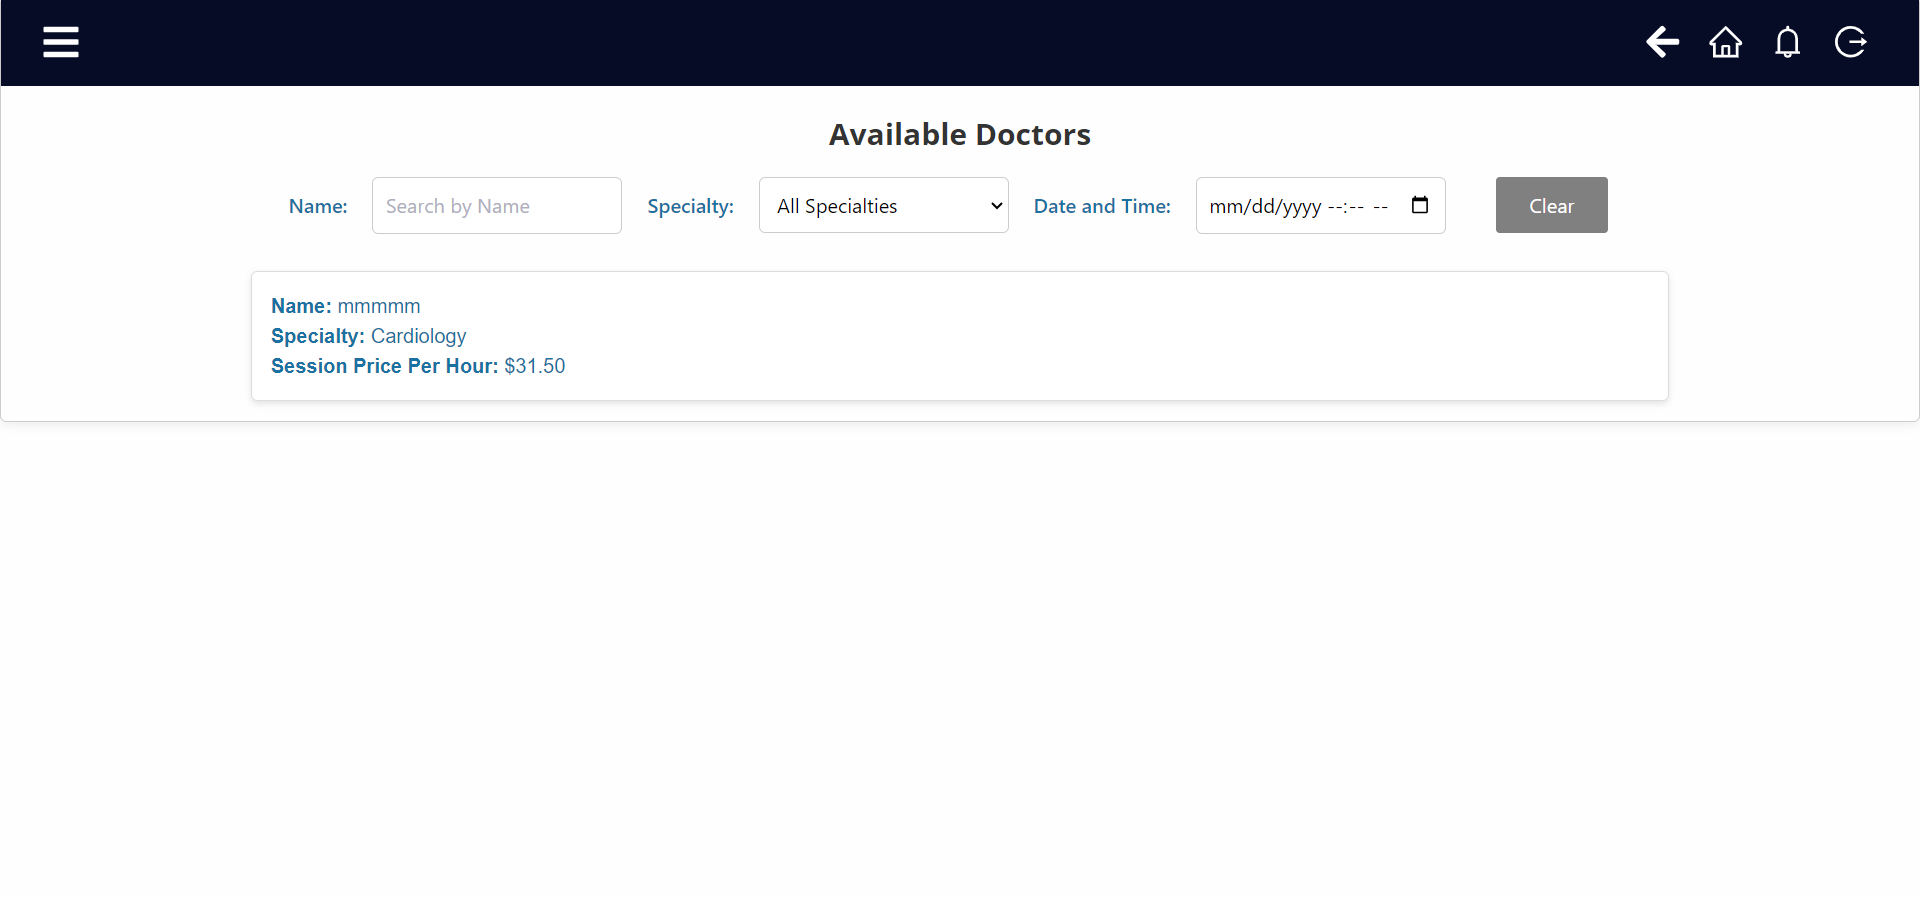 Available Doctors
Name: Search by Name Specialty: All Specialties Date and Time: mm/dd/yyyy --:-- -- Clear
Name: mmmmm
Specialty: Cardiology
Session Price Per Hour: $31.50